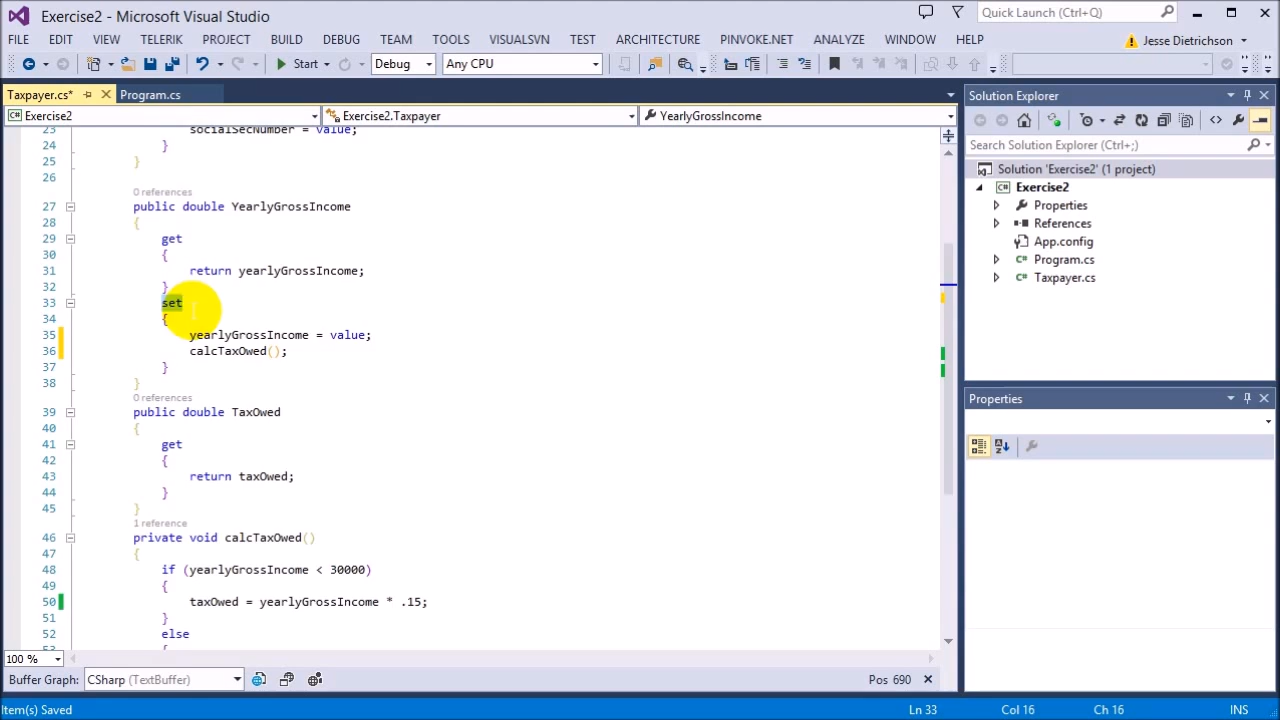 Exercise2 - Microsoft Visual Studio
Quick Launch (Ctrl+Q)
FILE EDIT VIEW TELERIK PROJECT BUILD DEBUG TEAM TOOLS VISUALSVN TEST ARCHITECTURE PINVOKE.NET ANALYZE WINDOW HELP
Jesse Dietrichson
Start Debug Any CPU
Taxpayer.cs* Program.cs
Exercise2 Exercise2.Taxpayer YearlyGrossIncome
23 socialSecNumber = value;
24 }
25 }
26
0 references
27 public double YearlyGrossIncome
28 {
29 get
30 {
31 return yearlyGrossIncome;
32 }
33 set
34 {
35 yearlyGrossIncome = value;
36 calcTaxOwed();
37 }
38 }
0 references
39 public double TaxOwed
40 {
41 get
42 {
43 return taxOwed;
44 }
45 }
1 reference
46 private void calcTaxOwed()
47 {
48 if (yearlyGrossIncome < 30000)
49 {
50 taxOwed = yearlyGrossIncome * .15;
51 }
52 else
53 {
100 %
Buffer Graph: CSharp (TextBuffer) Pos 690
Solution Explorer
Search Solution Explorer (Ctrl+;)
Solution 'Exercise2' (1 project)
Exercise2
Properties
References
App.config
Program.cs
Taxpayer.cs
Properties
Item(s) Saved Ln 33 Col 16 Ch 16 INS